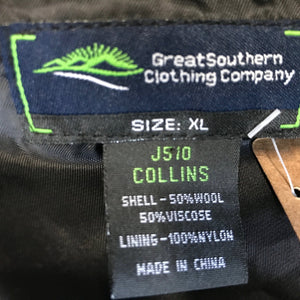 GreatSouthern
Clothing Company
SIZE: XL
J510
COLLINS
SHELL-50%WOOL
50%VISCOSE
LINING-100%NYLON
MADE IN CHINA